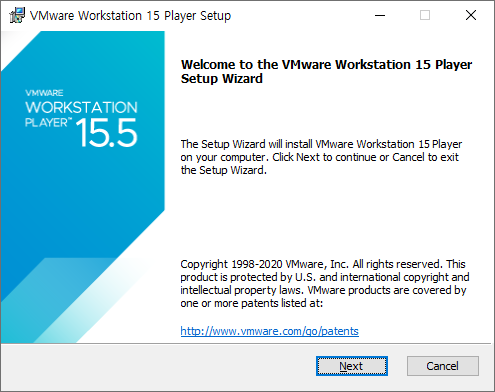 VMware Workstation 15 Player Setup
VMWARE
WORKSTATION
PLAYER™
15.5
Welcome to the VMware Workstation 15 Player
Setup Wizard
The Setup Wizard will install VMware Workstation 15 Player
on your computer. Click Next to continue or Cancel to exit
the Setup Wizard.
Copyright 1998-2020 VMware, Inc. All rights reserved. This
product is protected by U.S. and international copyright and
intellectual property laws. VMware products are covered by
one or more patents listed at:
http://www.vmware.com/go/patents
Next
Cancel